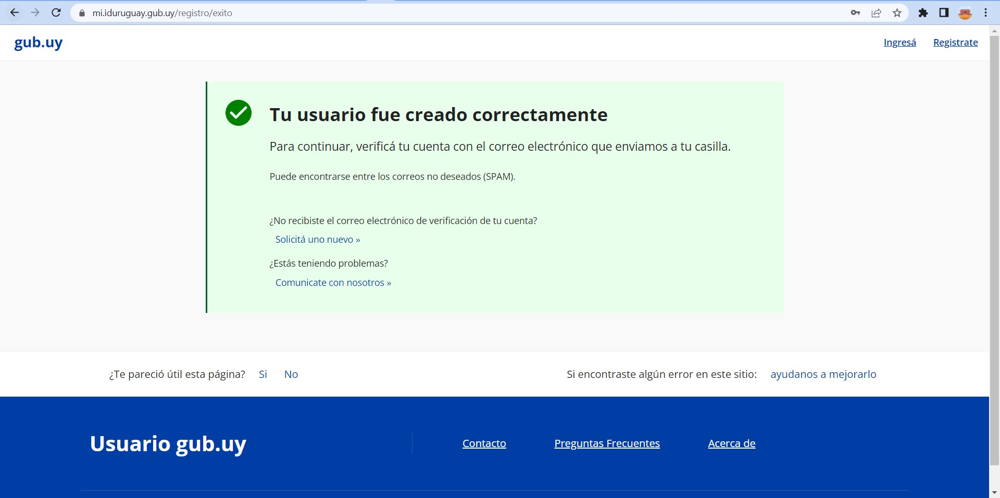 mi.iduruguay.gub.uy/registro/exito
gub.uy
Ingresá
Registrate
Tu usuario fue creado correctamente
Para continuar, verificá tu cuenta con el correo electrónico que enviamos a tu casilla.
Puede encontrarse entre los correos no deseados (SPAM).
¿No recibiste el correo electrónico de verificación de tu cuenta?
Solicitá uno nuevo »
¿Estás teniendo problemas?
Comunicate con nosotros »
¿Te pareció útil esta página? Si No
Si encontraste algún error en este sitio: ayudanos a mejorarlo
Usuario gub.uy
Contacto
Preguntas Frecuentes
Acerca de